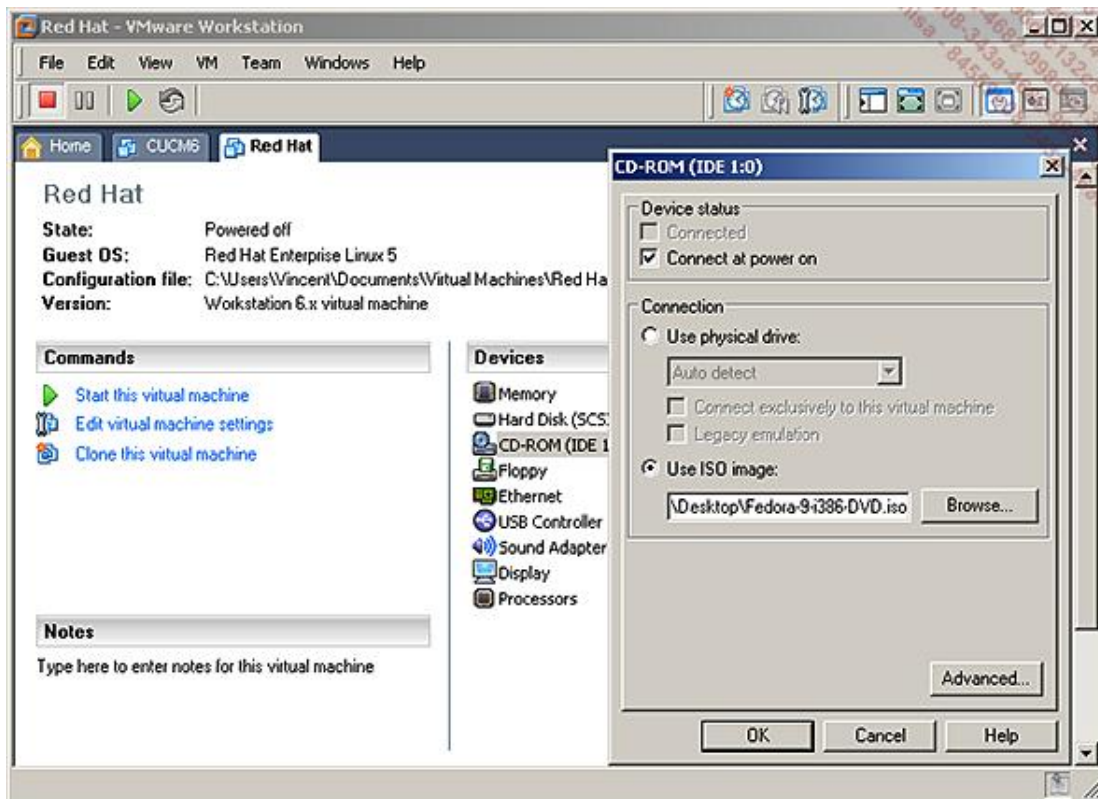 Red Hat - VMware Workstation
File Edit View VM Team Windows Help
Home CUCM6 Red Hat
Red Hat
State: Powered off
Guest OS: Red Hat Enterprise Linux 5
Configuration file: C:\Users\Vincent\Documents\Virtual Machines\Red Ha
Version: Workstation 6.x virtual machine
Commands
Start this virtual machine
Edit virtual machine settings
Clone this virtual machine
Notes
Type here to enter notes for this virtual machine
Devices
Memory
Hard Disk (SCS
CD-ROM (IDE 1
Floppy
Ethernet
USB Controller
Sound Adapter
Display
Processors
CD-ROM (IDE 1:0)
Device status
Connected
Connect at power on
Connection
Use physical drive:
Auto detect
Connect exclusively to this virtual machine
Legacy emulation
Use ISO image:
\Desktop\Fedora-9-i386-DVD.iso Browse...
Advanced...
OK Cancel Help